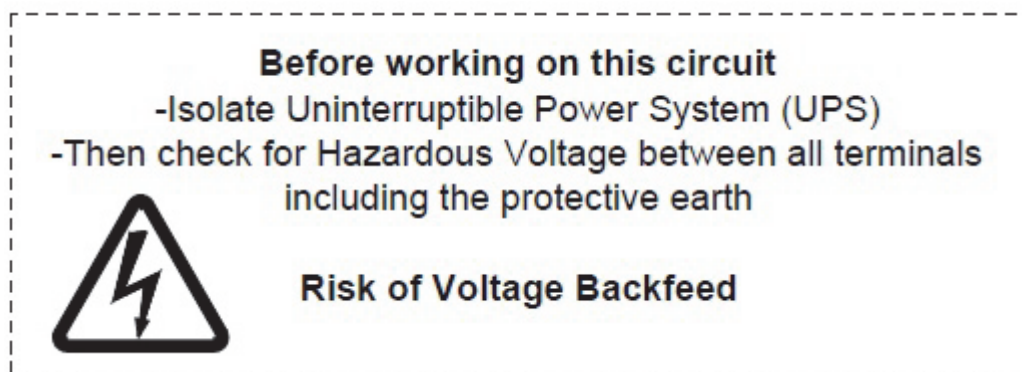 Before working on this circuit
-Isolate Uninterruptible Power System (UPS)
-Then check for Hazardous Voltage between all terminals
including the protective earth
Risk of Voltage Backfeed